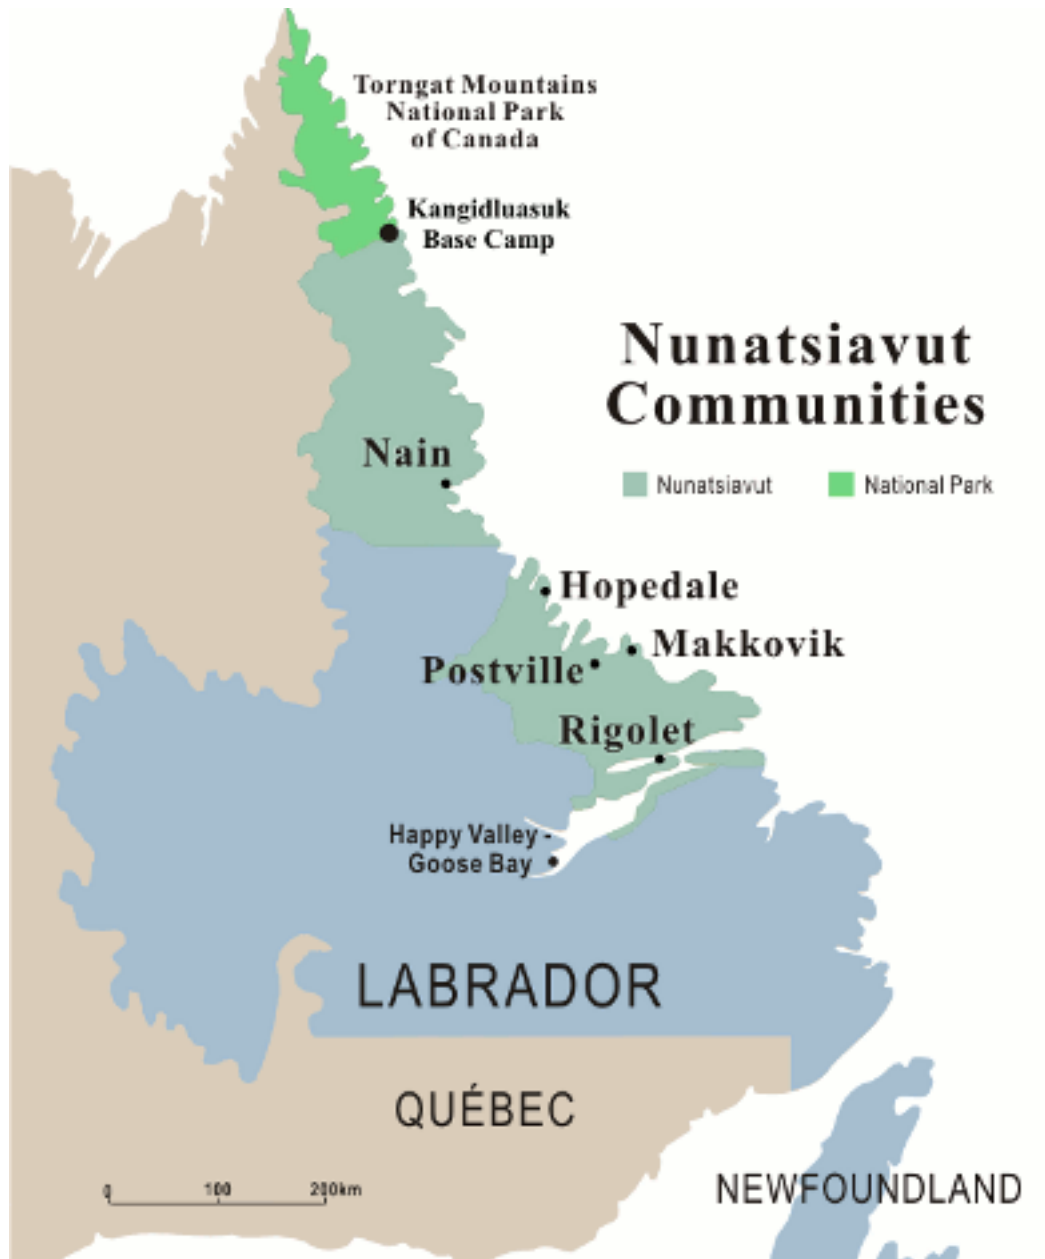 Torngat Mountains
National Park
of Canada
Kangidluasuk
Base Camp
Nunatsiavut
Communities
Nunatsiavut
National Park
Nain
Hopedale
Makkovik
Postville
Rigolet
Happy Valley -
Goose Bay
LABRADOR
QUÉBEC
NEWFOUNDLAND
0 100 200km